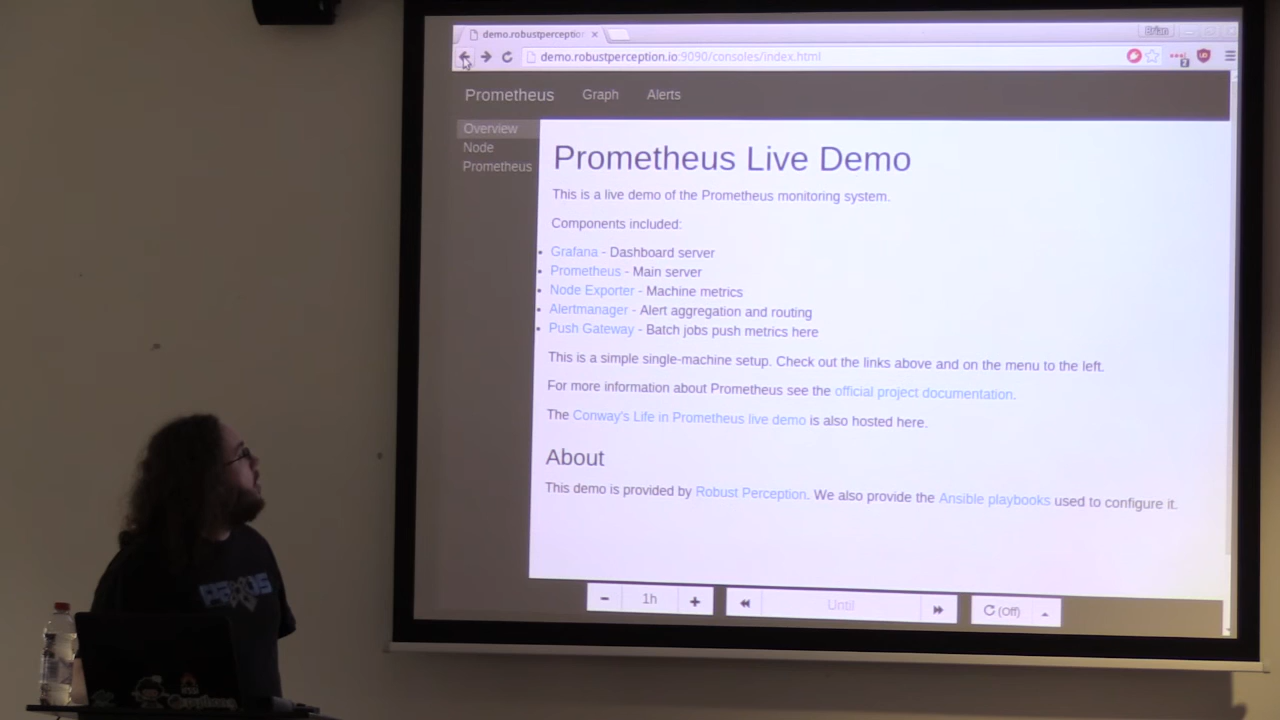 demo.robustperception
Brian
demo.robustperception.io:9090/consoles/index.html
2
Prometheus Graph Alerts
Overview
Node
Prometheus
Prometheus Live Demo
This is a live demo of the Prometheus monitoring system.
Components included:
Grafana - Dashboard server
Prometheus - Main server
Node Exporter - Machine metrics
Alertmanager - Alert aggregation and routing
Push Gateway - Batch jobs push metrics here
This is a simple single-machine setup. Check out the links above and on the menu to the left.
For more information about Prometheus see the official project documentation.
The Conway's Life in Prometheus live demo is also hosted here.
About
This demo is provided by Robust Perception. We also provide the Ansible playbooks used to configure it.
1h
Until
(Off)